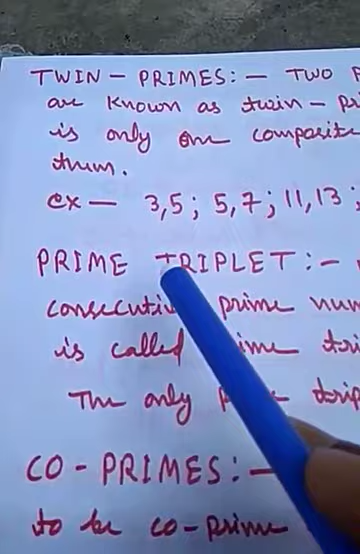 TWIN - PRIMES: - TWO
are known as twin - 
is only one composite
them.
ex - 3,5; 5,7; 11,13;
PRIME TRIPLET: -
consecutive prime num
is called
The only
CO - PRIMES: -
to be co-prime